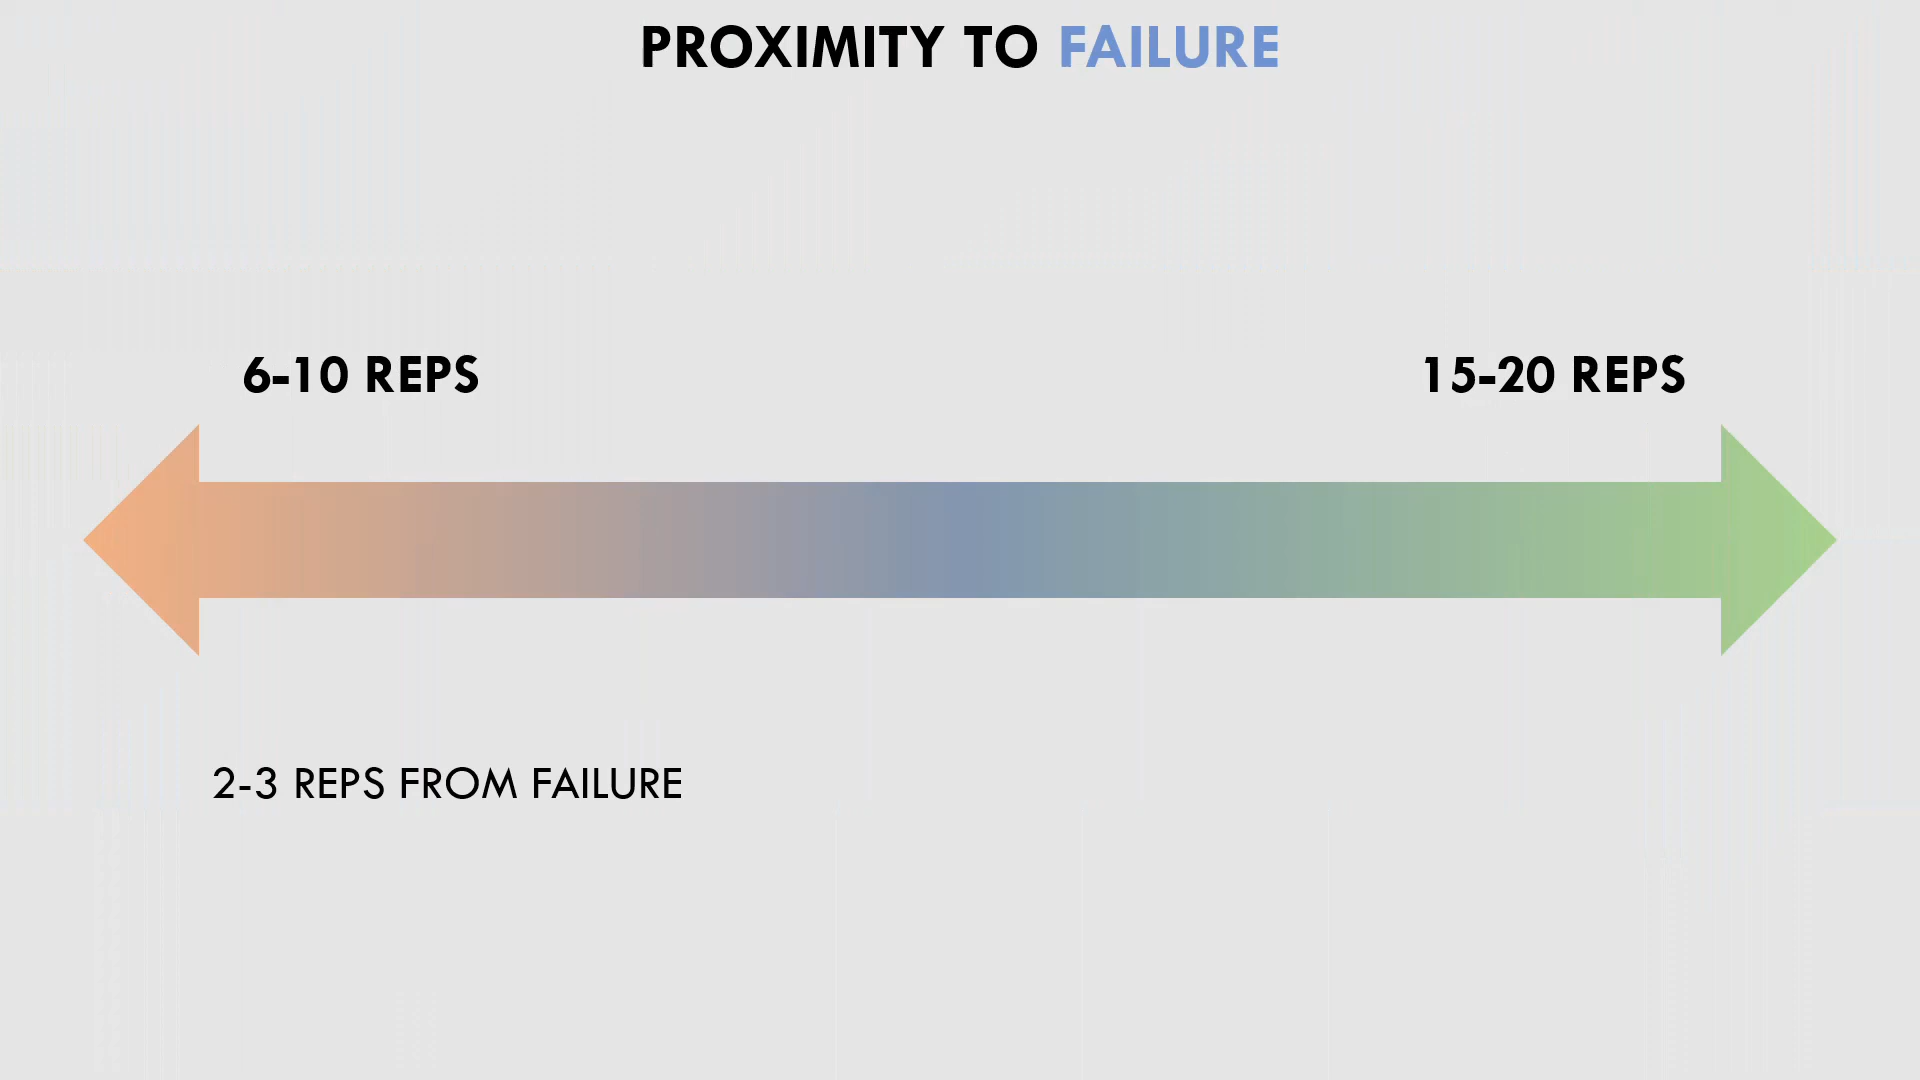 PROXIMITY TO FAILURE
6-10 REPS
15-20 REPS
2-3 REPS FROM FAILURE